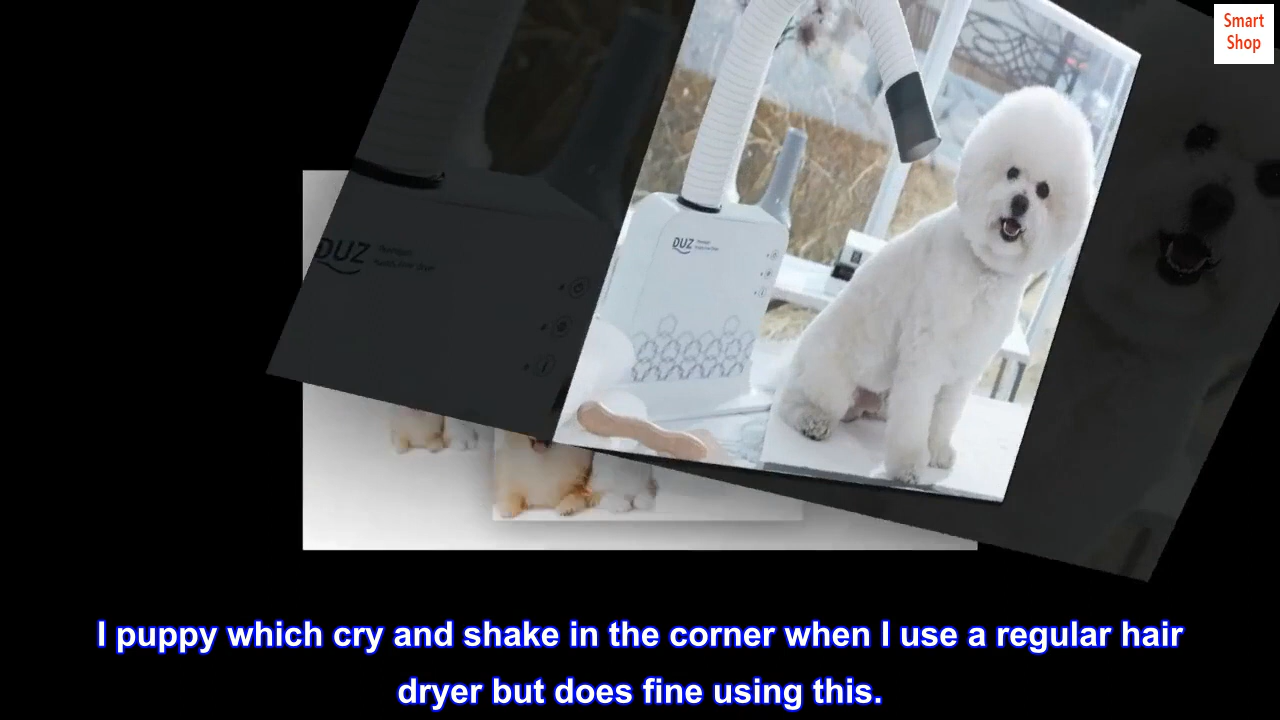 Smart
Shop
DUZ
DUZ
I puppy which cry and shake in the corner when I use a regular hair
dryer but does fine using this.